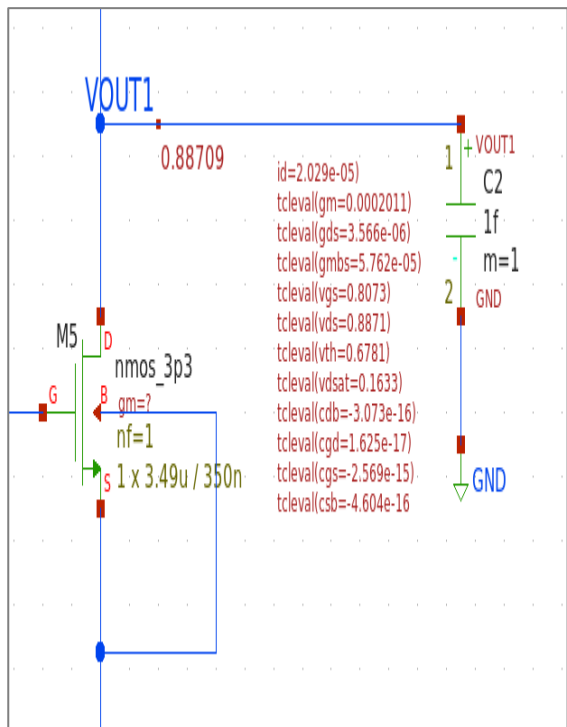 VOUT1
0.88709
id=2.029e-05)
tcleval(gm=0.0002011)
tcleval(gds=3.566e-06)
tcleval(gmbs=5.762e-05)
tcleval(vgs=0.8073)
tcleval(vds=0.8871)
tcleval(vth=0.6781)
tcleval(vdsat=0.1633)
tcleval(cdb=-3.073e-16)
tcleval(cgd=1.625e-17)
tcleval(cgs=-2.569e-15)
tcleval(csb=-4.604e-16
1
+ VOUT1
C2
1f
-
m=1
2
GND
GND
M5
D
nmos_3p3
G
B
gm=?
nf=1
S
1 x 3.49u / 350n